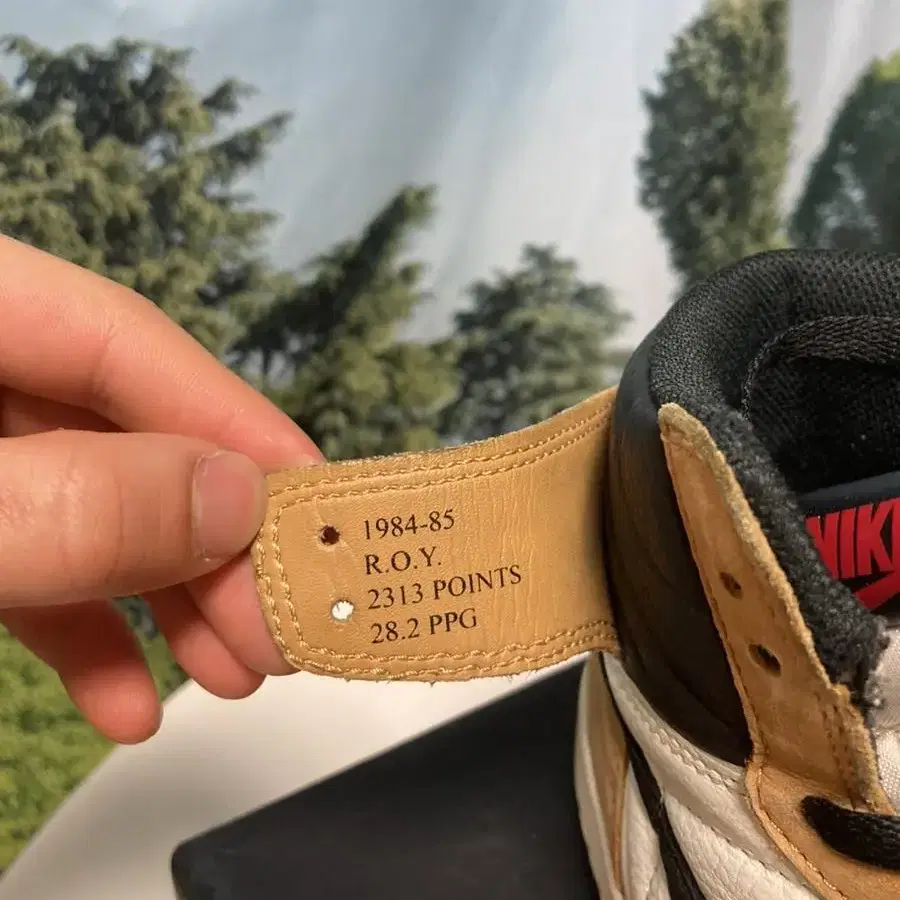 1984-85
R.O.Y.
2313 POINTS
28.2 PPG
NIKE